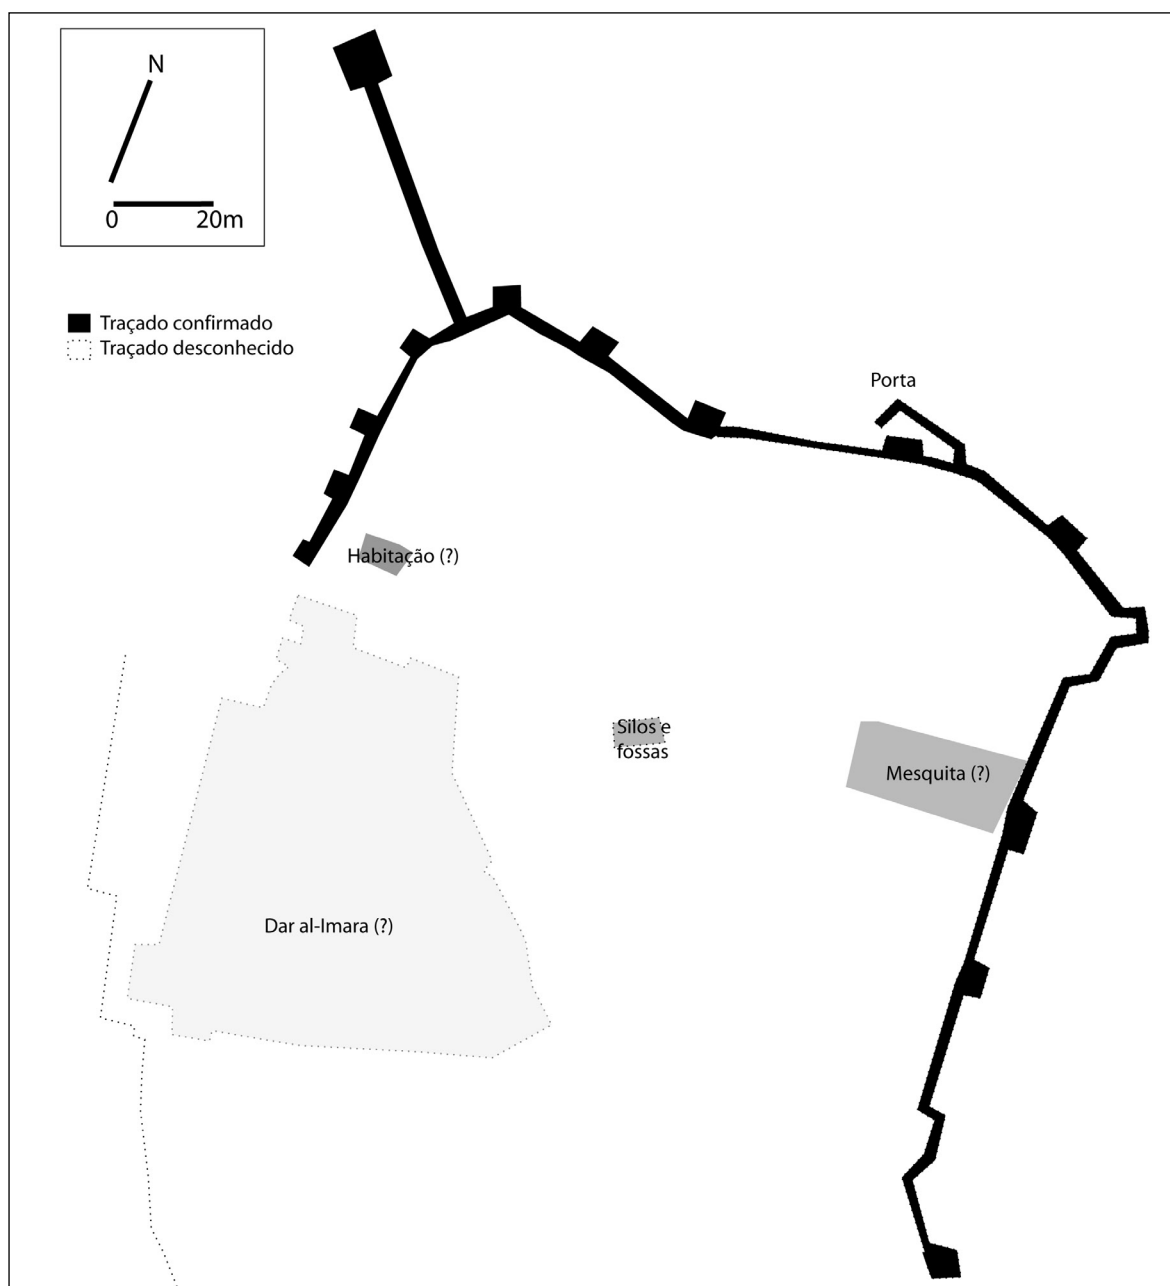 N
0 20m
Traçado confirmado
Traçado desconhecido
Porta
Habitação (?)
Silos e
fossas
Mesquita (?)
Dar al-Imara (?)